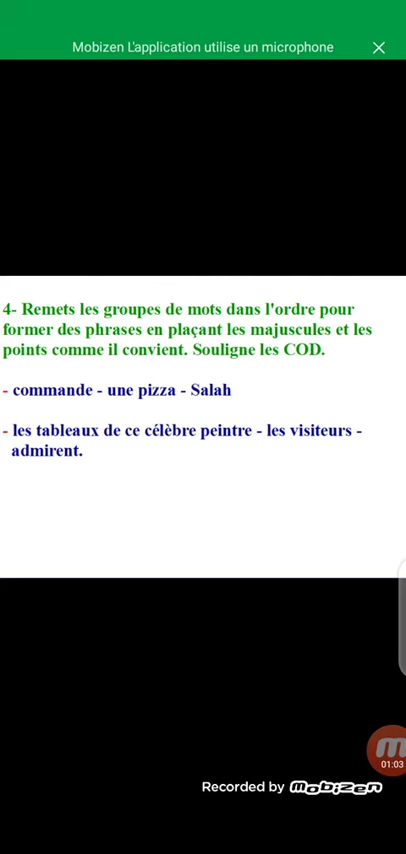 Mobizen L'application utilise un microphone
4- Remets les groupes de mots dans l'ordre pour
former des phrases en plaçant les majuscules et les
points comme il convient. Souligne les COD.
- commande - une pizza - Salah
- les tableaux de ce célèbre peintre - les visiteurs -
admirent.
01:03
Recorded by Mobizen